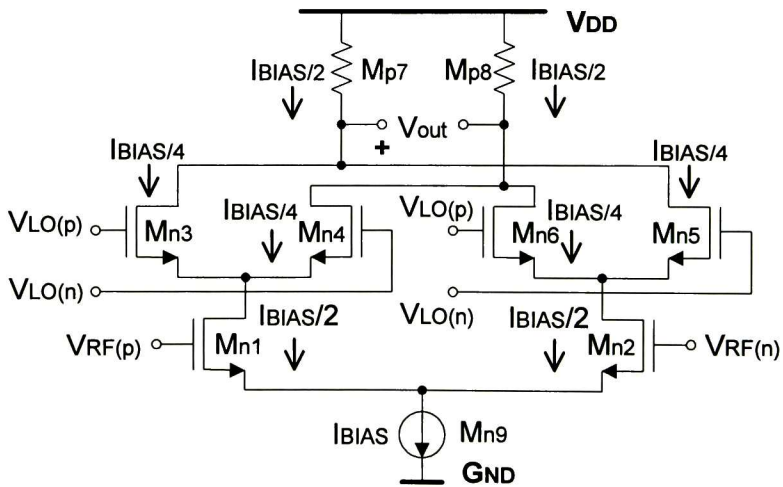 VDD
IBIAS/2 Mp7 Mp8 IBIAS/2
Vout
+
IBIAS/4 IBIAS/4
VLO(p) Mn3 IBIAS/4 Mn4 VLO(p) Mn6 IBIAS/4 Mn5
VLO(n) VLO(n)
IBIAS/2 IBIAS/2
VRF(p) Mn1 Mn2 VRF(n)
IBIAS Mn9
GND